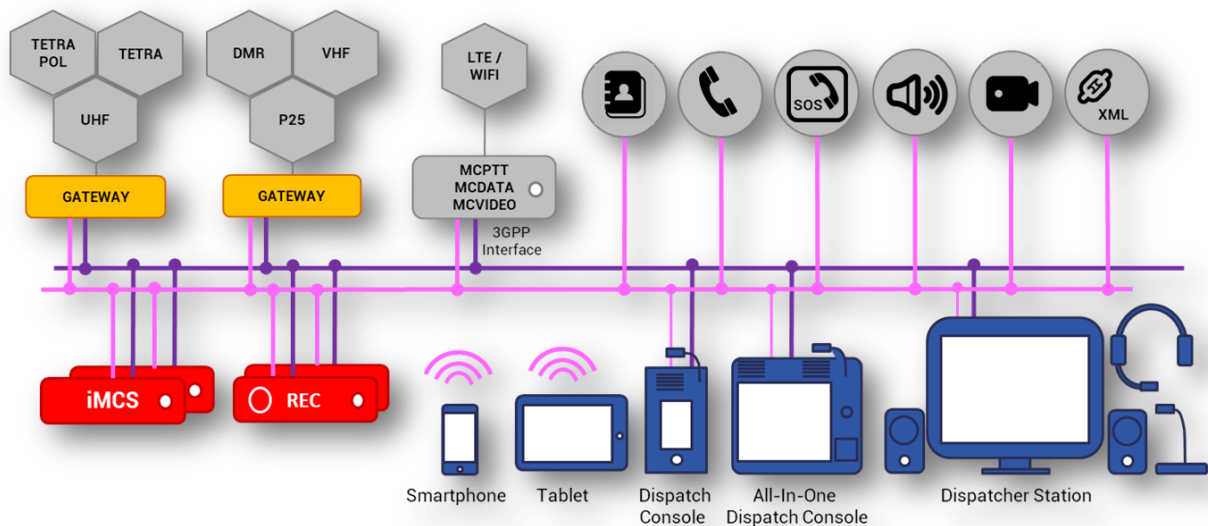 TETRA
POL
TETRA
UHF
DMR
VHF
P25
LTE /
WIFI
SOS
XML
GATEWAY
GATEWAY
MCPTT
MCDATA
MCVIDEO
3GPP
Interface
iMCS
REC
Smartphone
Tablet
Dispatch
Console
All-In-One
Dispatch Console
Dispatcher Station